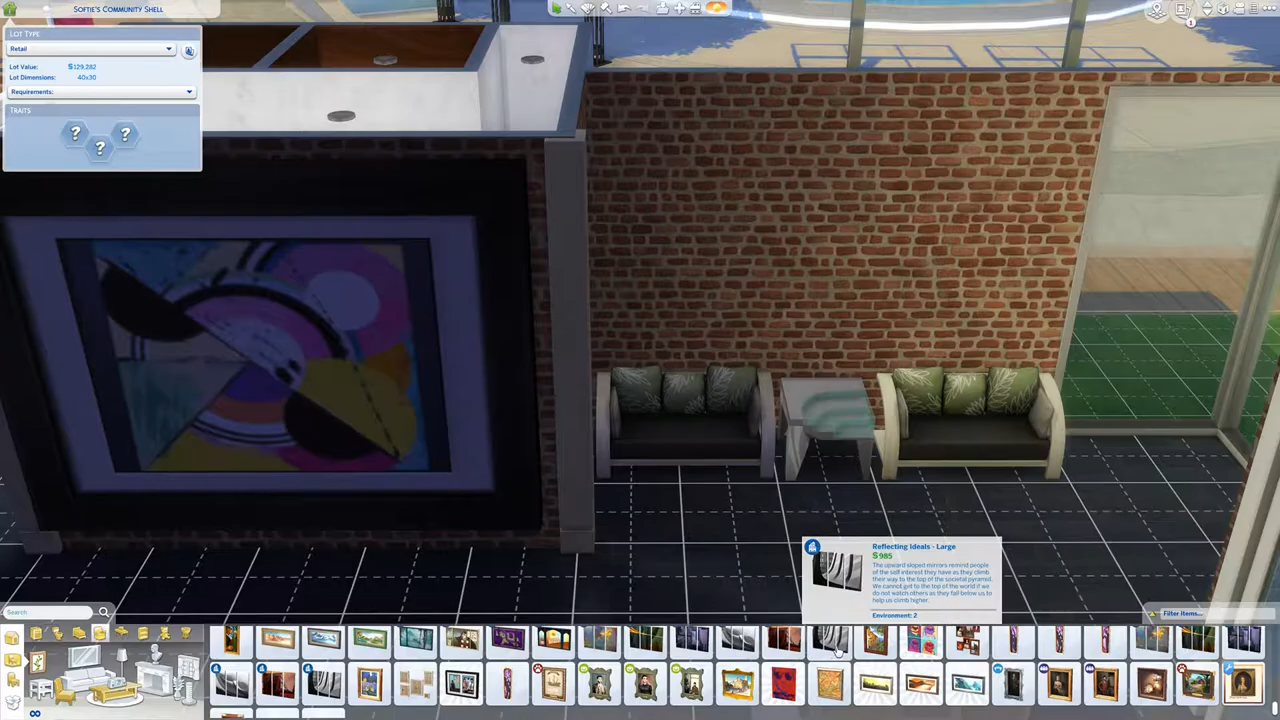 SOFTIE'S COMMUNITY SHELL
LOT TYPE
Retail
Lot Value: $129,282
Lot Dimensions: 40x30
Requirements:
TRAITS
? ? ?
1
Reflecting Ideals - Large
$985
The upward sloped mirrors remind people
of the self interest they have as they climb
their way to the top of the societal pyramid.
We cannot get to the top of the world if we
do not watch others as they fall below us to
help us climb higher.
Environment: 2
Search
Filter Items...